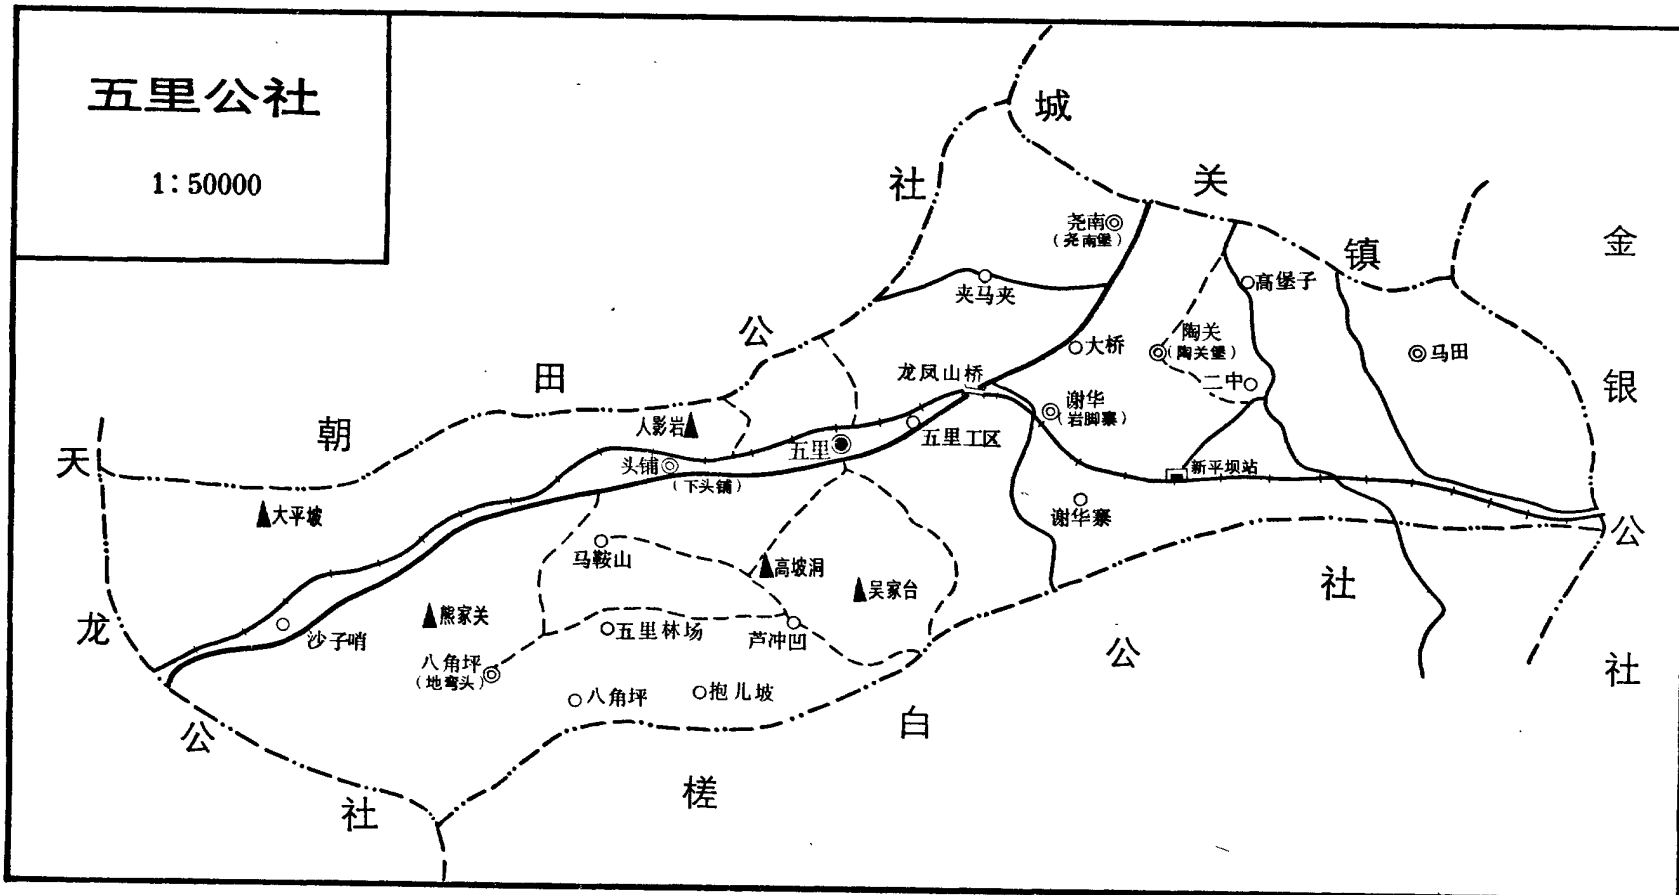 五里公社
1:50000
城
关
镇
社
公
田
朝
天
龙
公
社
槎
白
公
社
金
银
公
社
尧南
(尧南堡)
夹马夹
高堡子
大桥
陶关
(陶关堡)
马田
二中
龙凤山桥
谢华
(岩脚寨)
人影岩
五里
五里工区
头铺
(下头铺)
新平坝站
谢华寨
大平坡
马鞍山
高坡洞
吴家台
熊家关
沙子哨
五里林场
芦冲凹
八角坪
(地弯头)
八角坪
抱儿坡